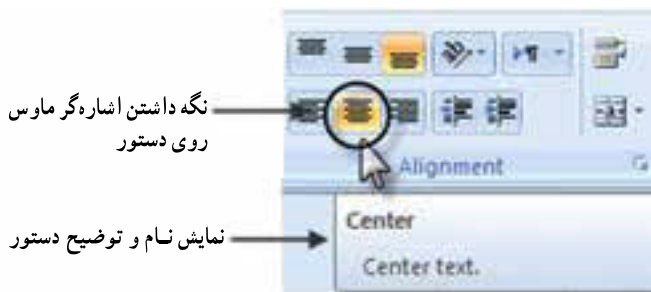 نگه داشتن اشاره‌گر ماوس
روی دستور
Alignment
Center
نمایش نـام و توضیح دستور
Center text.